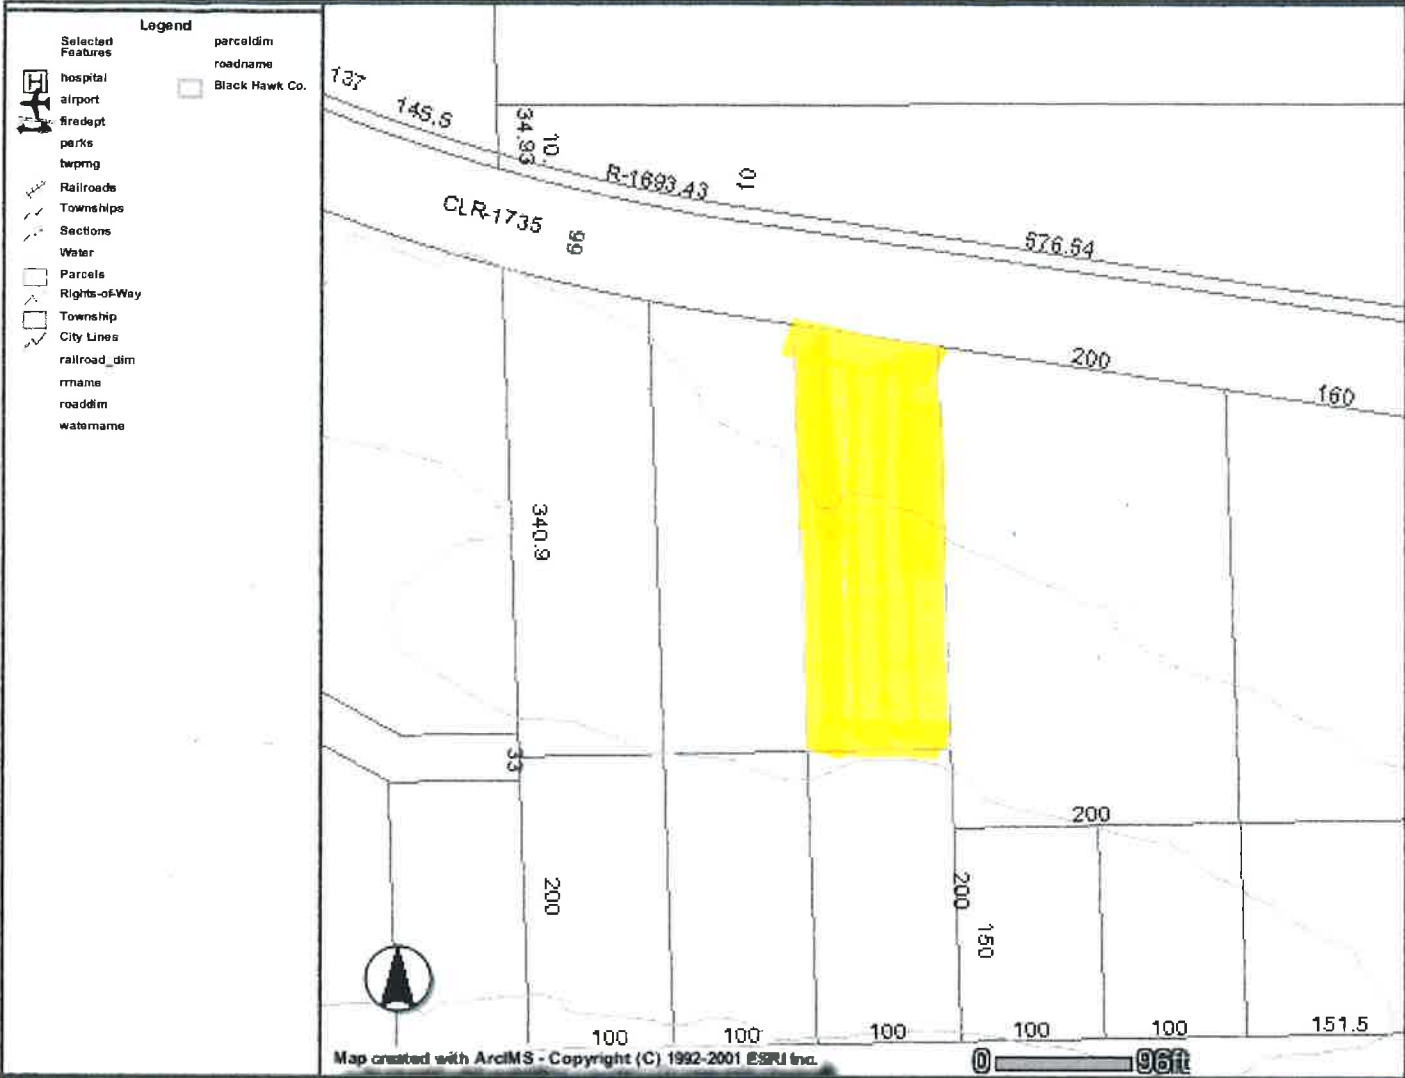 Legend
Selected
Features
hospital
airport
firedept
parks
twprng
Railroads
Townships
Sections
Water
Parcels
Rights-of-Way
Township
City Lines
railroad_dim
rrname
roaddim
watername
parceldim
roadname
Black Hawk Co.
H
137
145.5
34.93
10.
R-1693.43
10
CLR-1735
66
576.54
200
160
340.9
33
200
200
200
150
100
100
100
100
100
151.5
Map created with ArcIMS - Copyright (C) 1992-2001 ESRI Inc.
0 96ft